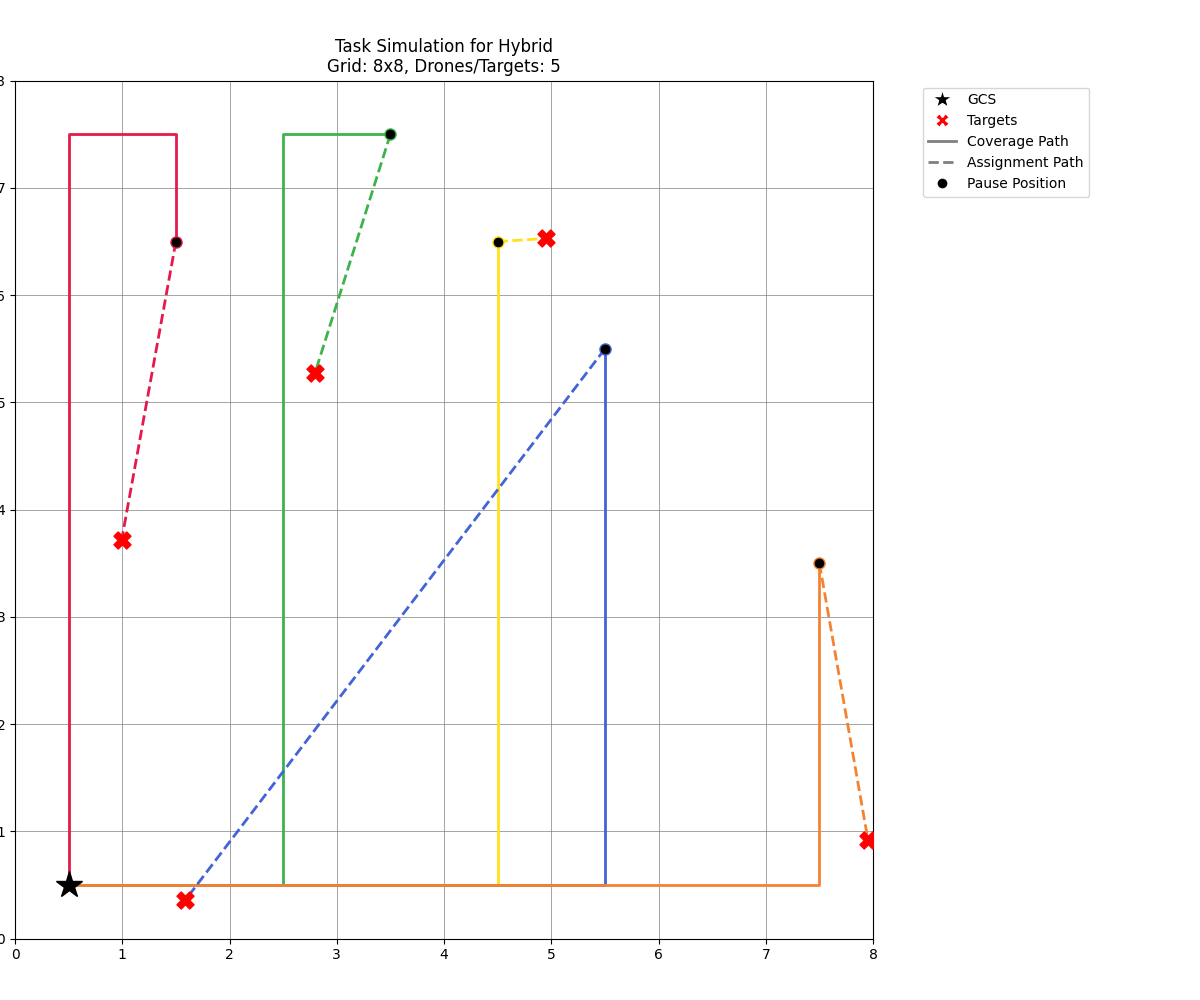 Task Simulation for Hybrid
Grid: 8x8, Drones/Targets: 5
GCS
Targets
Coverage Path
Assignment Path
Pause Position
8
7
6
5
4
3
2
1
0
0 1 2 3 4 5 6 7 8